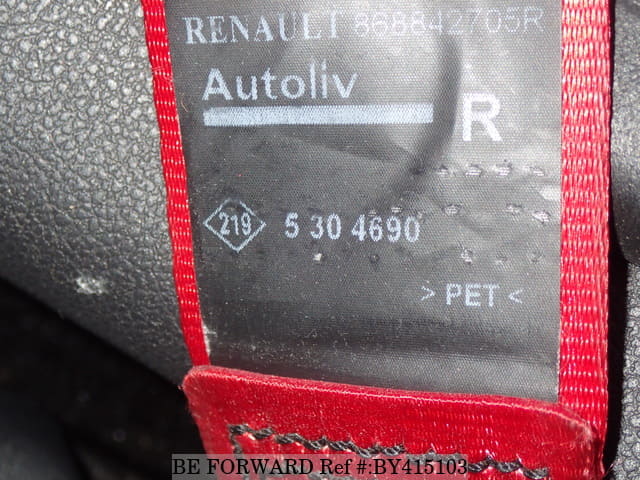 RENAULT 868842705R
Autoliv
R
219 5 30 4690
> PET <
BE FORWARD Ref #:BY415103